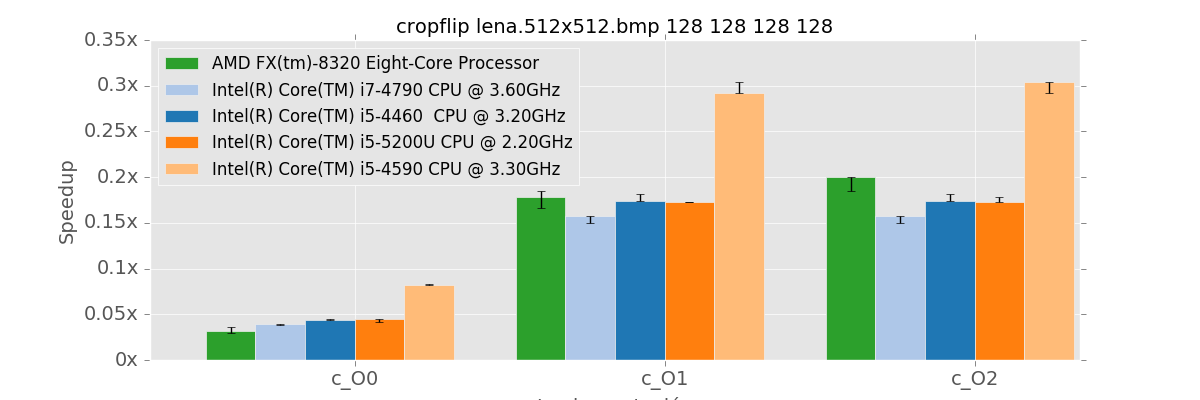 cropflip lena.512x512.bmp 128 128 128 128
0.35x
0.3x
0.25x
0.2x
0.15x
0.1x
0.05x
0x
Speedup
AMD FX(tm)-8320 Eight-Core Processor
Intel(R) Core(TM) i7-4790 CPU @ 3.60GHz
Intel(R) Core(TM) i5-4460  CPU @ 3.20GHz
Intel(R) Core(TM) i5-5200U CPU @ 2.20GHz
Intel(R) Core(TM) i5-4590 CPU @ 3.30GHz
c_O0
c_O1
c_O2